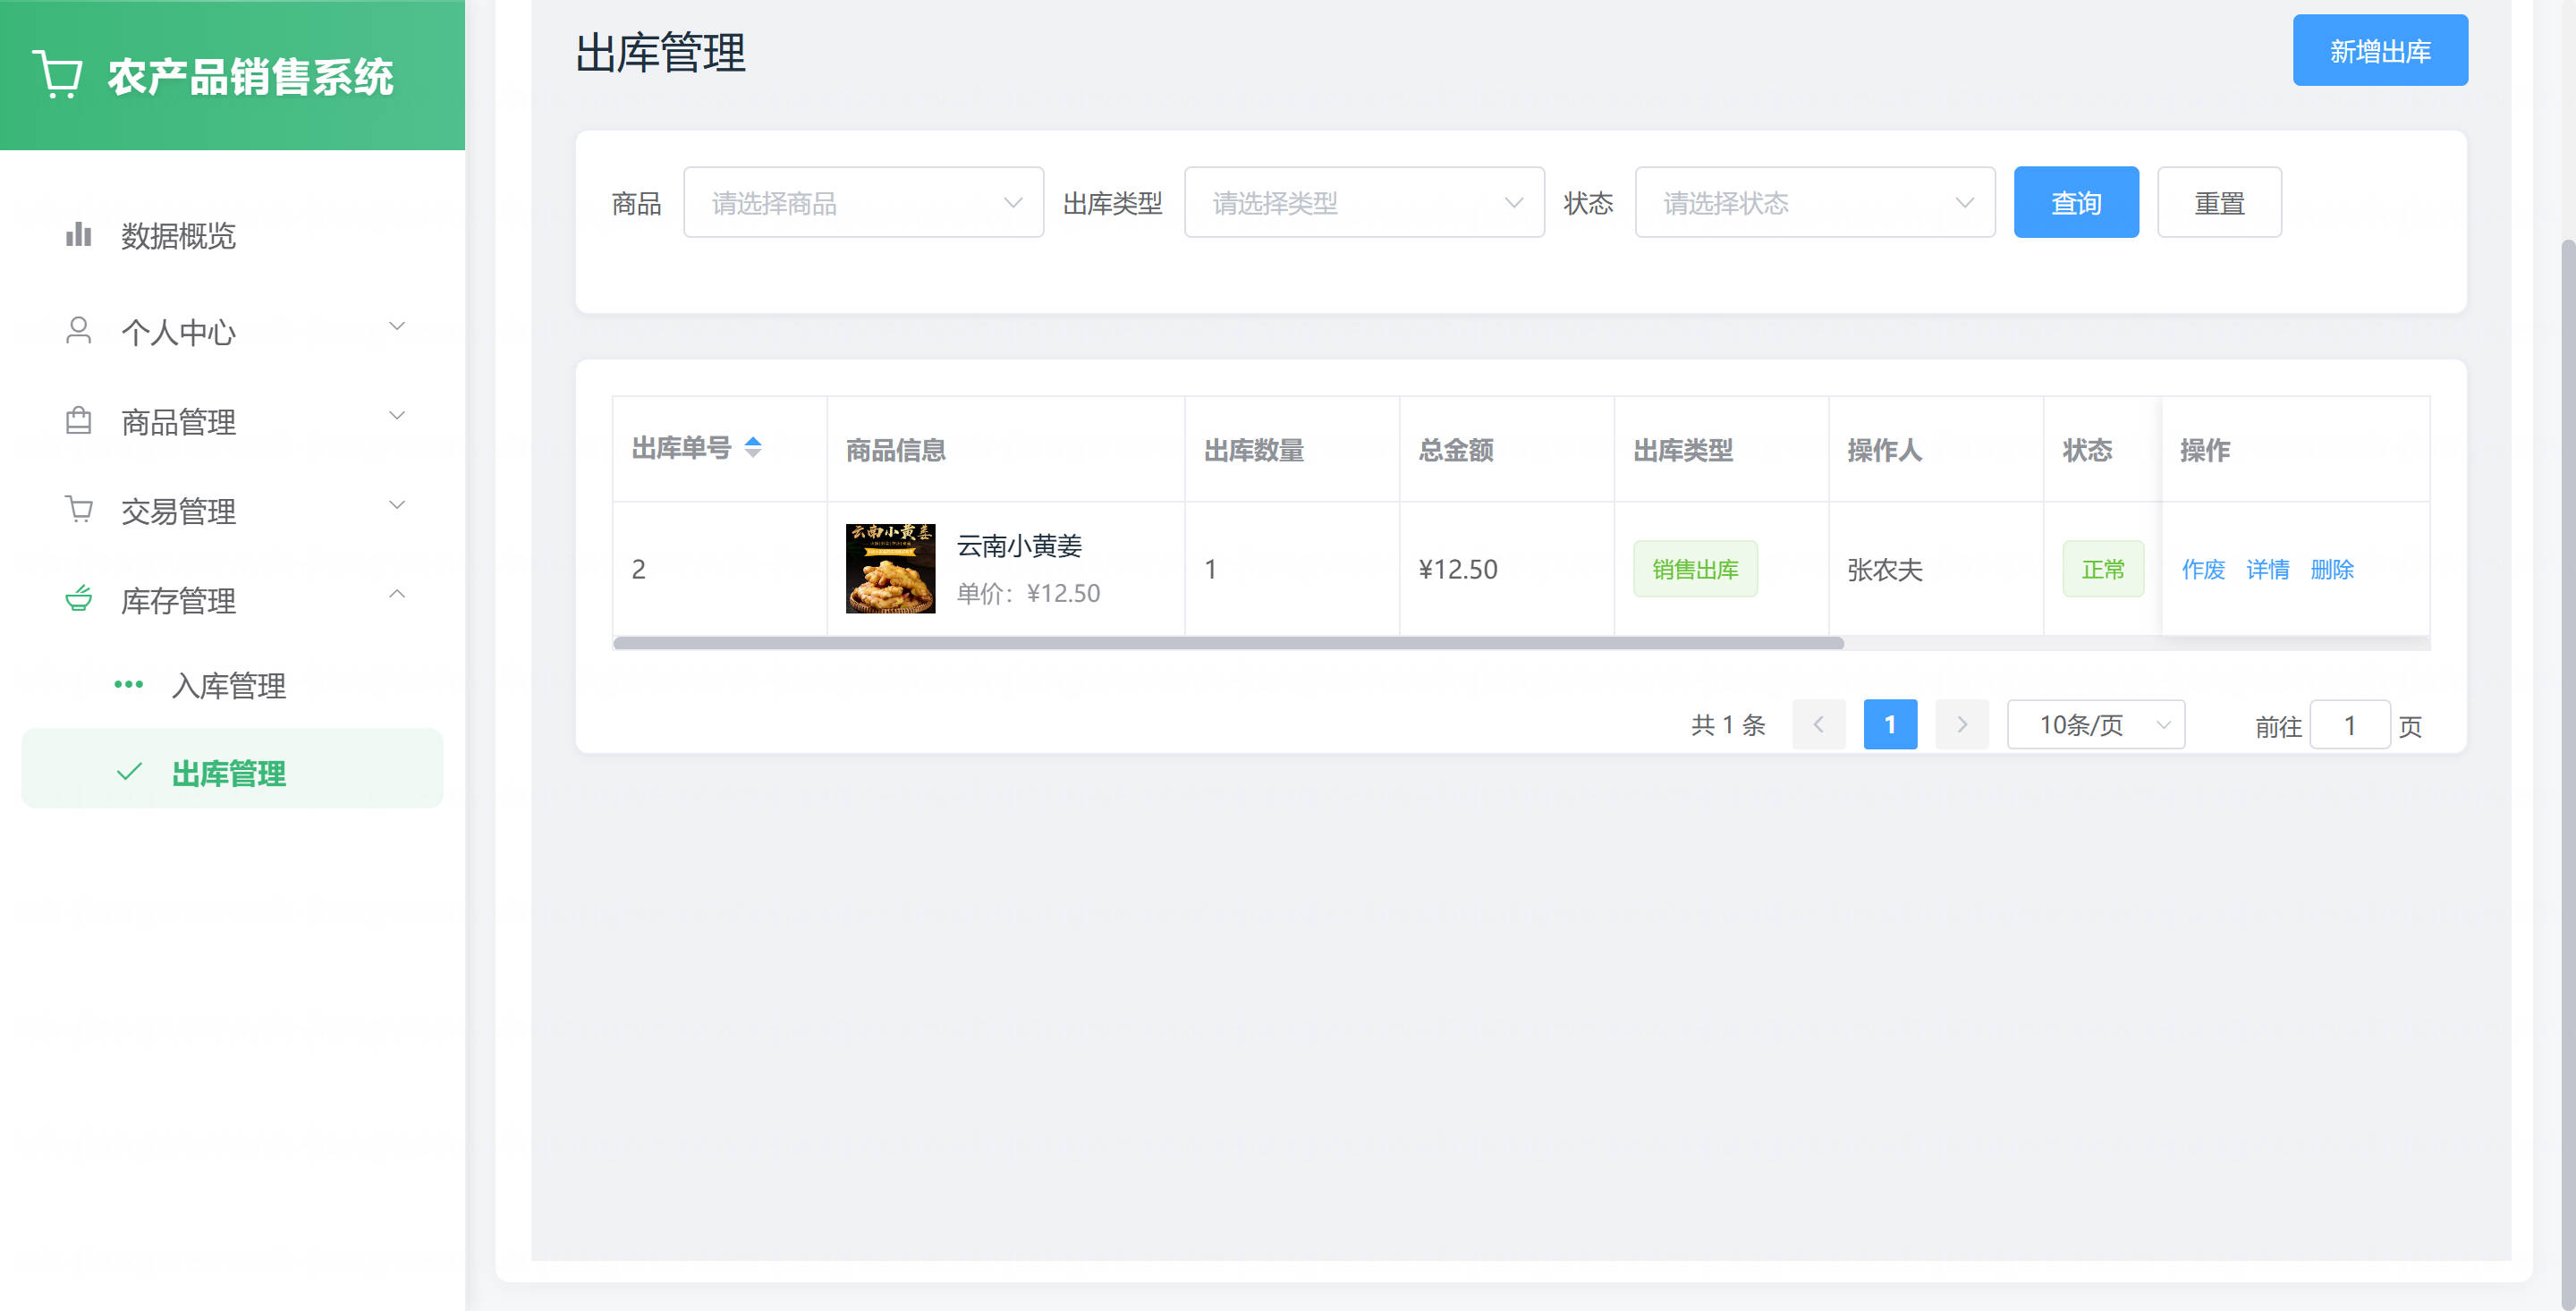 农产品销售系统
数据概览
个人中心
商品管理
交易管理
库存管理
入库管理
出库管理
出库管理
新增出库
商品 请选择商品 出库类型 请选择类型 状态 请选择状态 查询 重置
出库单号 商品信息 出库数量 总金额 出库类型 操作人 状态 操作
云南小黄姜
2 云南小黄姜 1 ¥12.50 销售出库 张农夫 正常 作废 详情 删除
单价：¥12.50
共 1 条 1 10条/页 前往 1 页